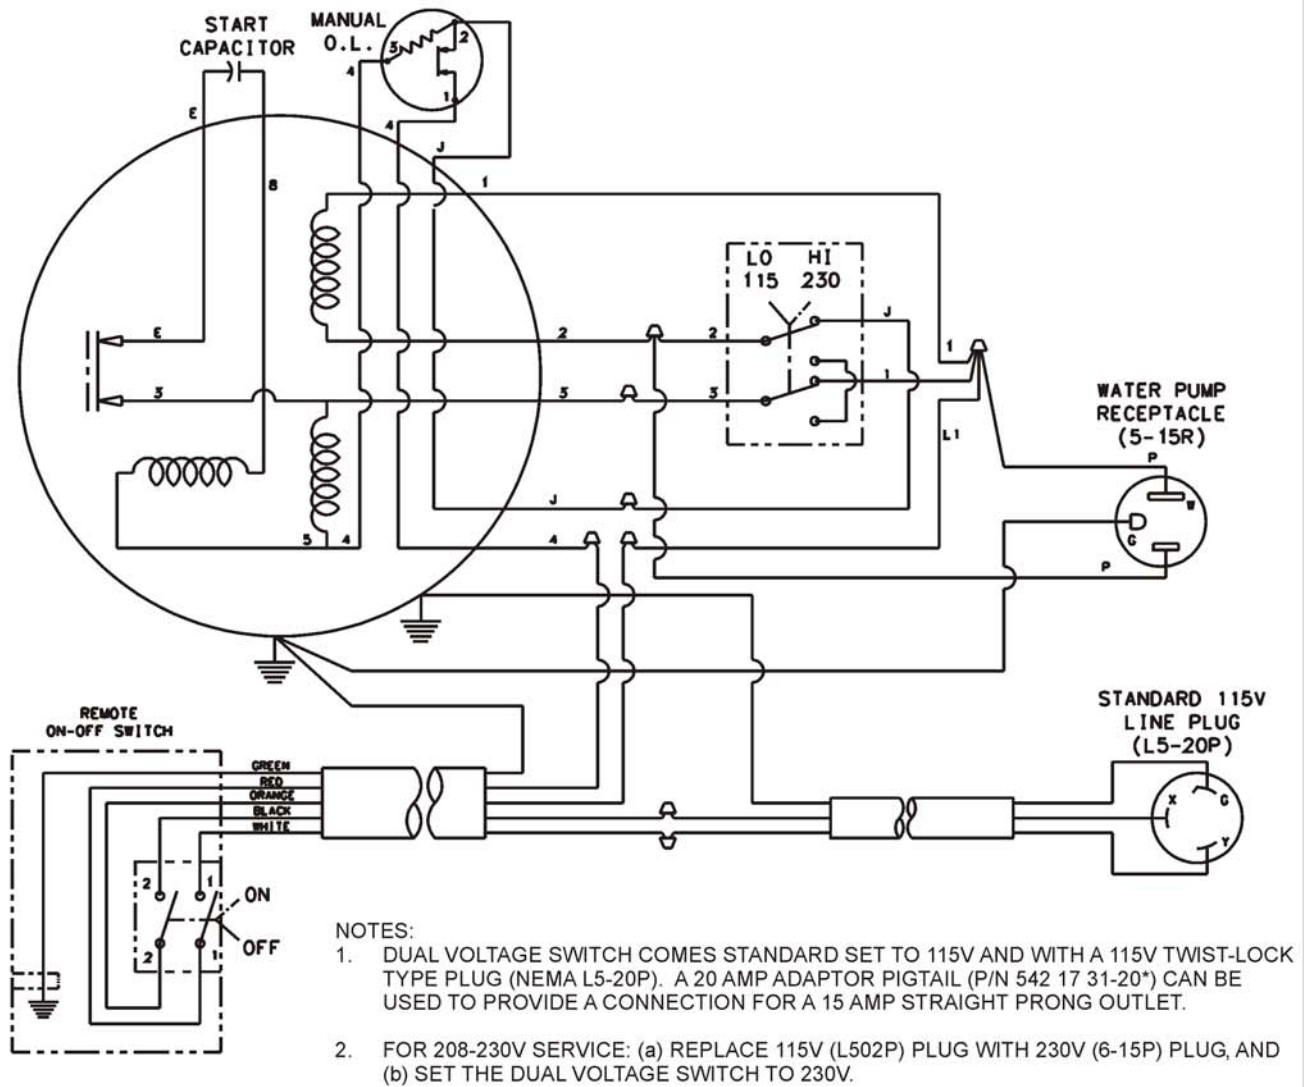 START
CAPACITOR
MANUAL
O.L.
3
2
1
4
4
J
E
8
1
E
3
2
3
5
4
J
4
LO HI
115 230
2
3
J
1
1
L1
WATER PUMP
RECEPTACLE
(5-15R)
P
W
G
P
STANDARD 115V
LINE PLUG
(L5-20P)
X
G
Y
REMOTE
ON-OFF SWITCH
GREEN
RED
ORANGE
BLACK
WHITE
2
1
2
1
ON
OFF
NOTES:
1. DUAL VOLTAGE SWITCH COMES STANDARD SET TO 115V AND WITH A 115V TWIST-LOCK
TYPE PLUG (NEMA L5-20P). A 20 AMP ADAPTOR PIGTAIL (P/N 542 17 31-20*) CAN BE
USED TO PROVIDE A CONNECTION FOR A 15 AMP STRAIGHT PRONG OUTLET.
2. FOR 208-230V SERVICE: (a) REPLACE 115V (L502P) PLUG WITH 230V (6-15P) PLUG, AND
(b) SET THE DUAL VOLTAGE SWITCH TO 230V.